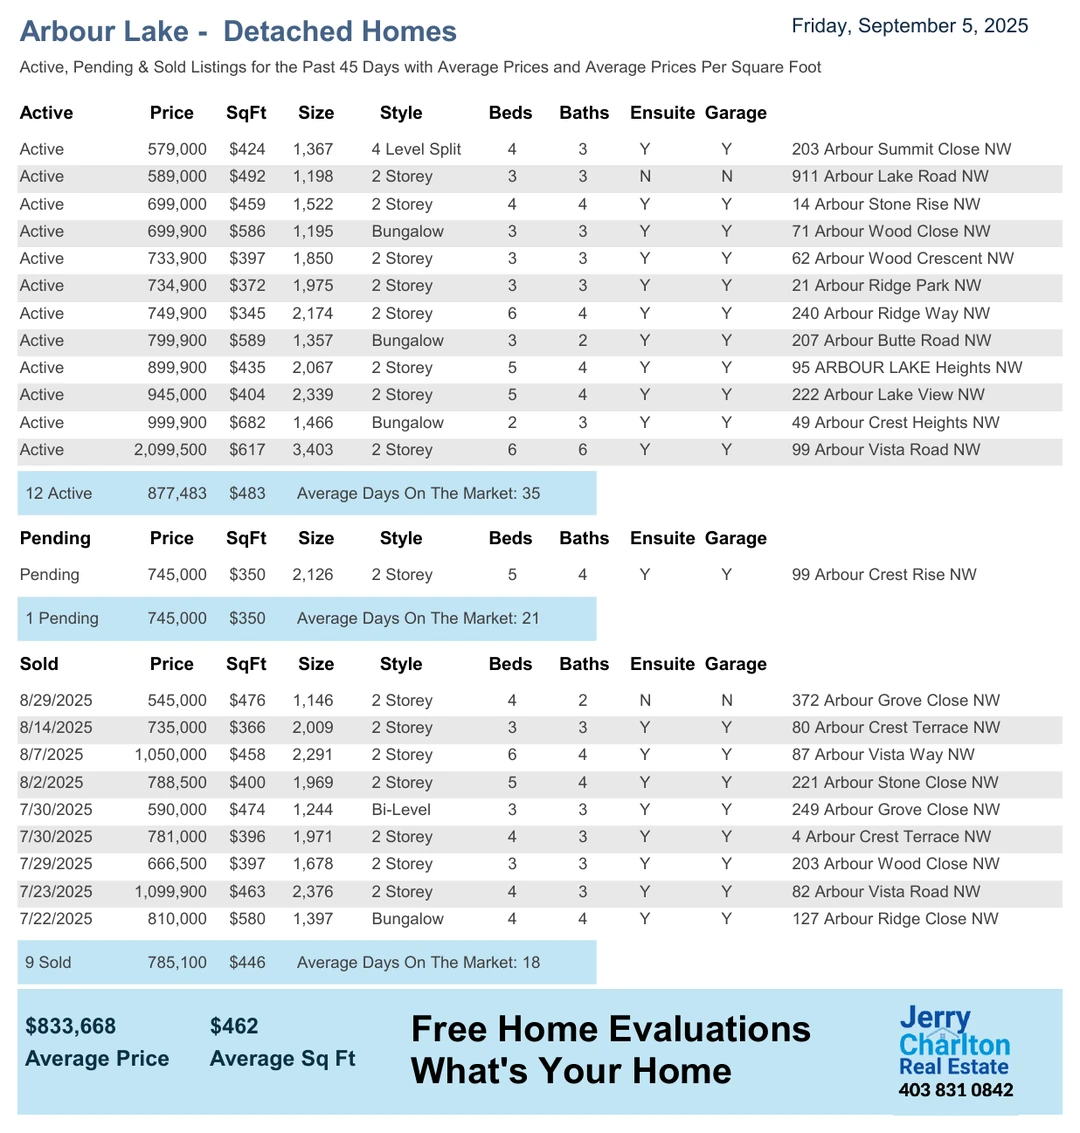 Arbour Lake - Detached Homes
Friday, September 5, 2025
Active, Pending & Sold Listings for the Past 45 Days with Average Prices and Average Prices Per Square Foot
Active Price SqFt Size Style Beds Baths Ensuite Garage
Active 579,000 $424 1,367 4 Level Split 4 3 Y Y 203 Arbour Summit Close NW
Active 589,000 $492 1,198 2 Storey 3 3 N N 911 Arbour Lake Road NW
Active 699,000 $459 1,522 2 Storey 4 4 Y Y 14 Arbour Stone Rise NW
Active 699,900 $586 1,195 Bungalow 3 3 Y Y 71 Arbour Wood Close NW
Active 733,900 $397 1,850 2 Storey 3 3 Y Y 62 Arbour Wood Crescent NW
Active 734,900 $372 1,975 2 Storey 3 3 Y Y 21 Arbour Ridge Park NW
Active 749,900 $345 2,174 2 Storey 6 4 Y Y 240 Arbour Ridge Way NW
Active 799,900 $589 1,357 Bungalow 3 2 Y Y 207 Arbour Butte Road NW
Active 899,900 $435 2,067 2 Storey 5 4 Y Y 95 ARBOUR LAKE Heights NW
Active 945,000 $404 2,339 2 Storey 5 4 Y Y 222 Arbour Lake View NW
Active 999,900 $682 1,466 Bungalow 2 3 Y Y 49 Arbour Crest Heights NW
Active 2,099,500 $617 3,403 2 Storey 6 6 Y Y 99 Arbour Vista Road NW
12 Active 877,483 $483 Average Days On The Market: 35
Pending Price SqFt Size Style Beds Baths Ensuite Garage
Pending 745,000 $350 2,126 2 Storey 5 4 Y Y 99 Arbour Crest Rise NW
1 Pending 745,000 $350 Average Days On The Market: 21
Sold Price SqFt Size Style Beds Baths Ensuite Garage
8/29/2025 545,000 $476 1,146 2 Storey 4 2 N N 372 Arbour Grove Close NW
8/14/2025 735,000 $366 2,009 2 Storey 3 3 Y Y 80 Arbour Crest Terrace NW
8/7/2025 1,050,000 $458 2,291 2 Storey 6 4 Y Y 87 Arbour Vista Way NW
8/2/2025 788,500 $400 1,969 2 Storey 5 4 Y Y 221 Arbour Stone Close NW
7/30/2025 590,000 $474 1,244 Bi-Level 3 3 Y Y 249 Arbour Grove Close NW
7/30/2025 781,000 $396 1,971 2 Storey 4 3 Y Y 4 Arbour Crest Terrace NW
7/29/2025 666,500 $397 1,678 2 Storey 3 3 Y Y 203 Arbour Wood Close NW
7/23/2025 1,099,900 $463 2,376 2 Storey 4 3 Y Y 82 Arbour Vista Road NW
7/22/2025 810,000 $580 1,397 Bungalow 4 4 Y Y 127 Arbour Ridge Close NW
9 Sold 785,100 $446 Average Days On The Market: 18
$833,668 $462
Average Price Average Sq Ft
Free Home Evaluations
What's Your Home
Jerry
Charlton
Real Estate
403 831 0842